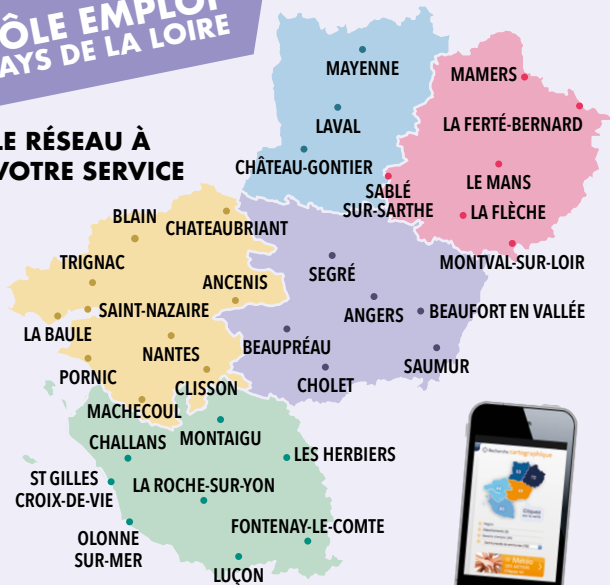 ÔLE EMPLOI
AYS DE LA LOIRE
LE RÉSEAU À
VOTRE SERVICE
MAYENNE
MAMERS
LAVAL
LA FERTÉ-BERNARD
CHÂTEAU-GONTIER
LE MANS
SABLÉ
SUR-SARTHE
LA FLÈCHE
BLAIN
CHATEAUBRIANT
MONTVAL-SUR-LOIR
TRIGNAC
SEGRÉ
ANCENIS
SAINT-NAZAIRE
ANGERS
BEAUFORT EN VALLÉE
LA BAULE
NANTES
BEAUPRÉAU
SAUMUR
PORNIC
CLISSON
CHOLET
MACHECOUL
CHALLANS
MONTAIGU
LES HERBIERS
ST GILLES
CROIX-DE-VIE
LA ROCHE-SUR-YON
FONTENAY-LE-COMTE
OLONNE
SUR-MER
LUÇON
Recherche cartographique
Cliquez